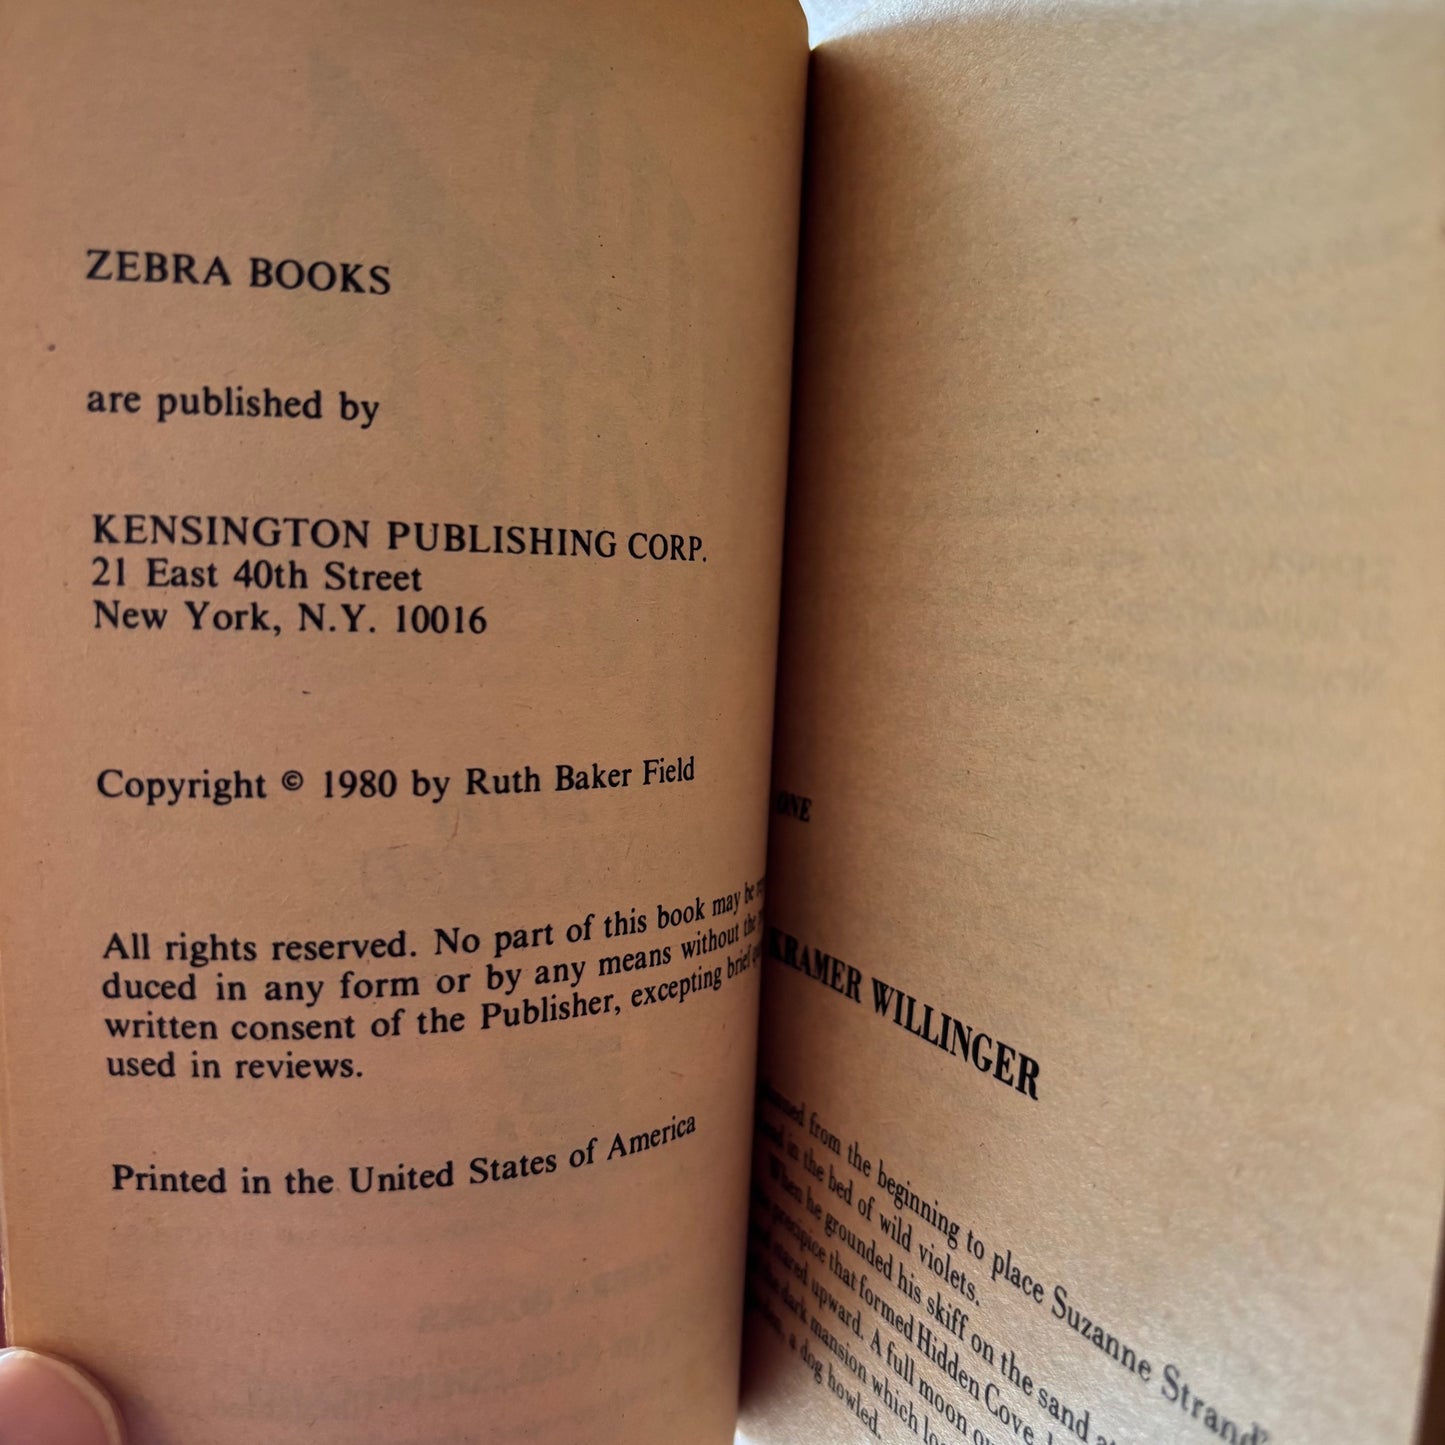 ZEBRA BOOKS
are published by
KENSINGTON PUBLISHING CORP.
21 East 40th Street
New York, N.Y. 10016
Copyright © 1980 by Ruth Baker Field
All rights reserved. No part of this book may be
duced in any form or by any means without the
written consent of the Publisher, excepting brief
used in reviews.
Printed in the United States of America
ONE
KRAMER WILLINGER
from the beginning to place Suzanne
in the bed of wild violets.
When he grounded his skiff on the sand
precipice that formed Hidden Cove,
stared upward. A full moon
dark mansion which
a dog howled.